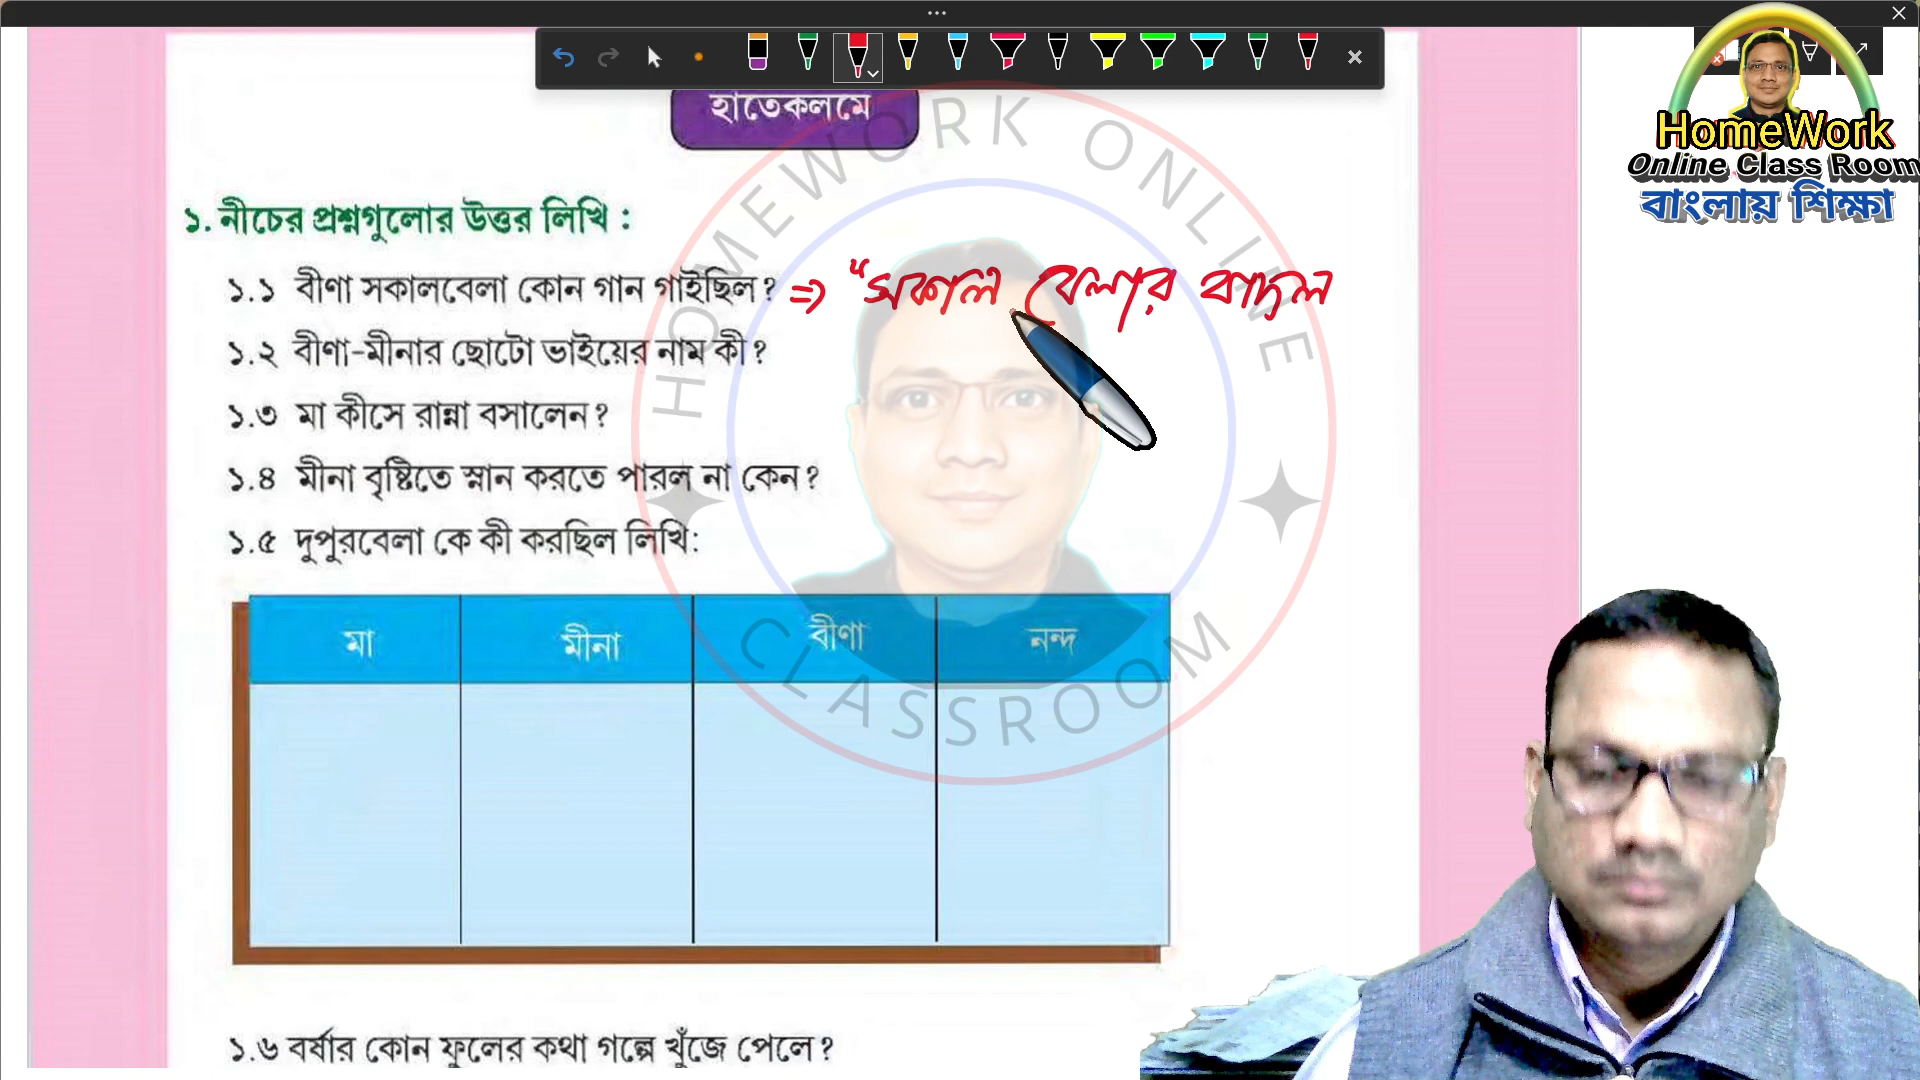 ...
HomeWork
Online Class Room
বাংলায় শিক্ষা
হাতেকলমে
HOMEWORK ONLINE
CLASSROOM
১. নীচের প্রশ্নগুলোর উত্তর লিখি :
১.১ বীণা সকালবেলা কোন গান গাইছিল? ⇒ "সকাল বেলার বাদল
১.২ বীণা-মীনার ছোটো ভাইয়ের নাম কী?
১.৩ মা কীসে রান্না বসালেন?
১.৪ মীনা বৃষ্টিতে স্নান করতে পারল না কেন?
১.৫ দুপুরবেলা কে কী করছিল লিখি:
মা মীনা বীণা নন্দ
১.৬ বর্ষার কোন ফুলের কথা গল্পে খুঁজে পেলে?